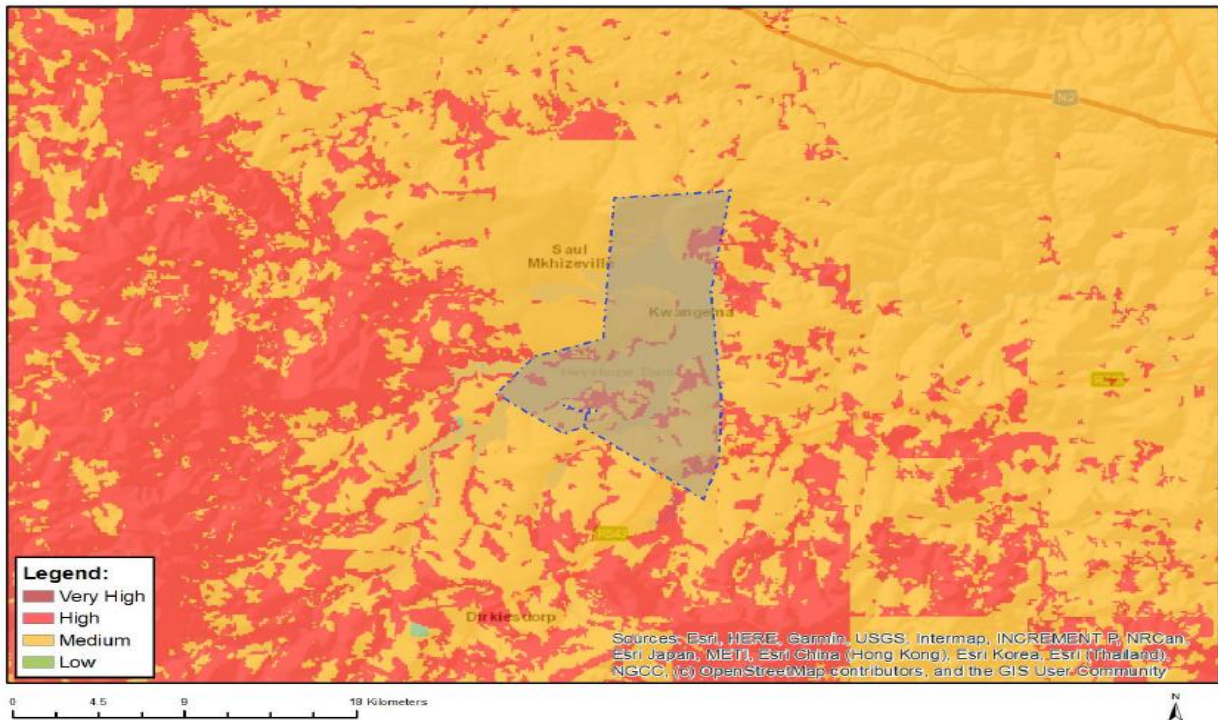 N2
Saul
Mkhizeville
Kwangema
Heyshope Dam
R543
Dirkiesdorp
Legend:
Very High
High
Medium
Low
Sources: Esri, HERE, Garmin, USGS, Intermap, INCREMENT P, NRCan,
Esri Japan, METI, Esri China (Hong Kong), Esri Korea, Esri (Thailand),
NGCC, (c) OpenStreetMap contributors, and the GIS User Community
0 4.5 9 18 Kilometers
N